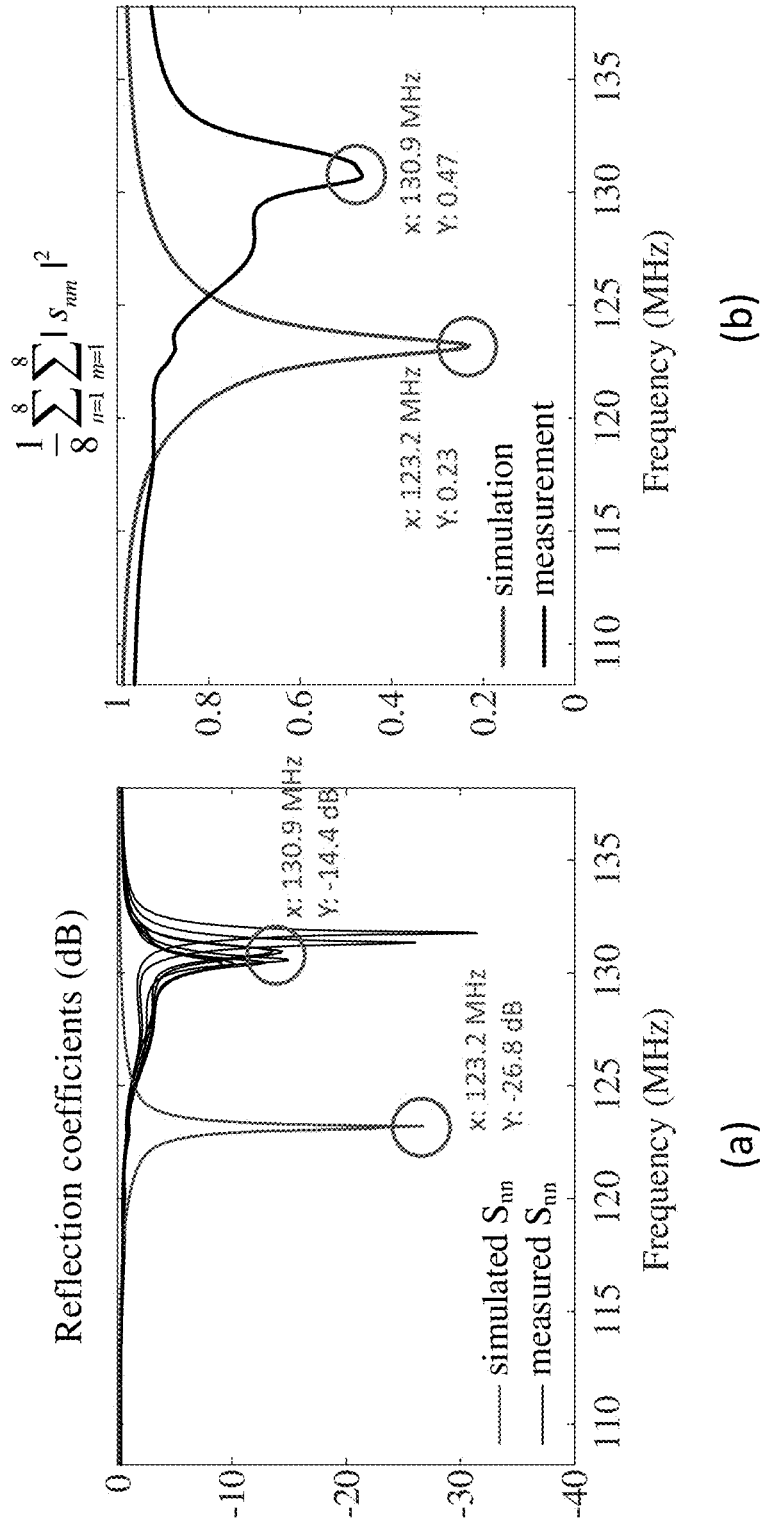 Reflection coefficients (dB)
0
-10
-20
-30
-40
x: 130.9 MHz
Y: -14.4 dB
x: 123.2 MHz
Y: -26.8 dB
simulated Snn
measured Snn
110
115
120
125
130
135
Frequency (MHz)
(a)
1/8 ∑n=1 8 ∑m=1 8 | snm |2
1
0.8
0.6
0.4
0.2
0
x: 123.2 MHz
Y: 0.23
x: 130.9 MHz
Y: 0.47
simulation
measurement
110
115
120
125
130
135
Frequency (MHz)
(b)